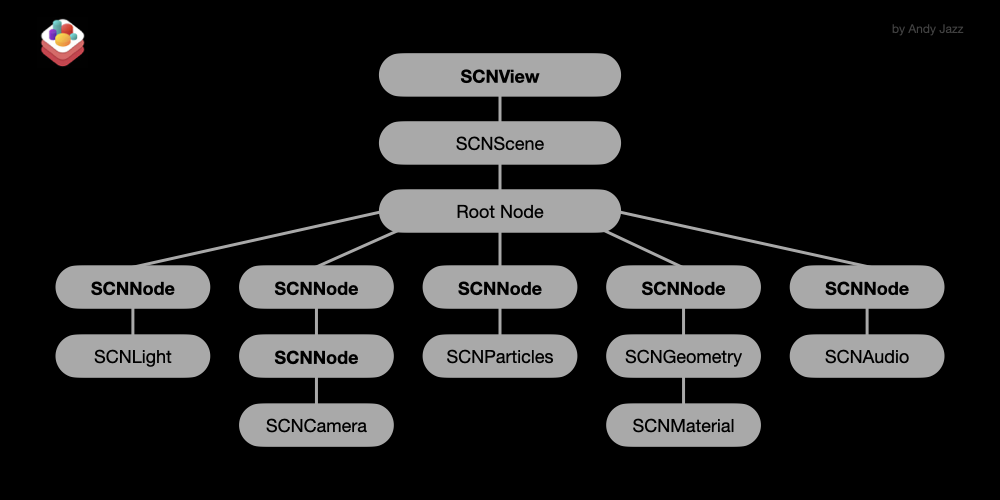 by Andy Jazz
SCNView
SCNScene
Root Node
SCNNode
SCNNode
SCNNode
SCNNode
SCNNode
SCNLight
SCNNode
SCNParticles
SCNGeometry
SCNAudio
SCNCamera
SCNMaterial